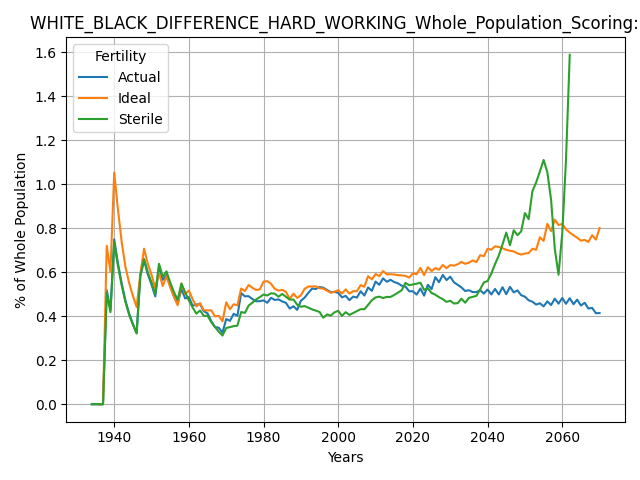 WHITE_BLACK_DIFFERENCE_HARD_WORKING_Whole_Population_Scoring:
Fertility
Actual
Ideal
Sterile
% of Whole Population
1.6
1.4
1.2
1.0
0.8
0.6
0.4
0.2
0.0
1940 1960 1980 2000 2020 2040 2060
Years